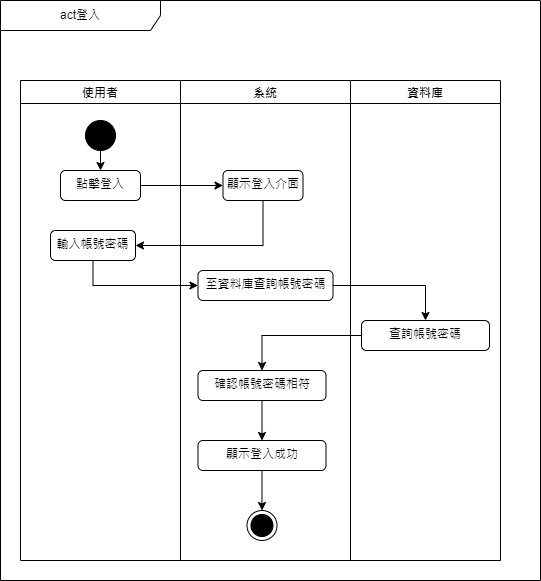 act登入
使用者
系統
資料庫
點擊登入
顯示登入介面
輸入帳號密碼
至資料庫查詢帳號密碼
查詢帳號密碼
確認帳號密碼相符
顯示登入成功